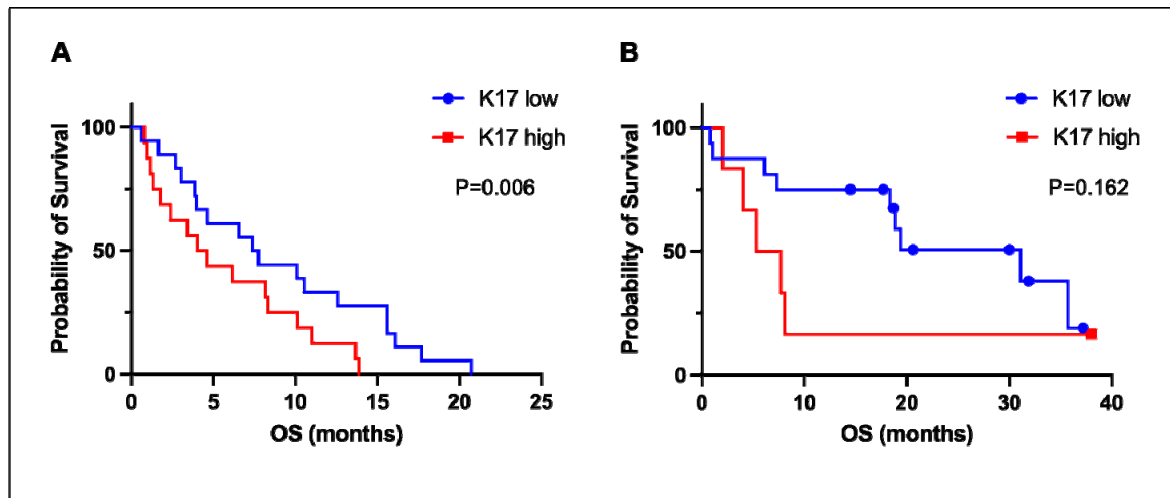 A
K17 low
K17 high
P=0.006
Probability of Survival
100
50
0
0 5 10 15 20 25
OS (months)
B
K17 low
K17 high
P=0.162
Probability of Survival
100
50
0
0 10 20 30 40
OS (months)